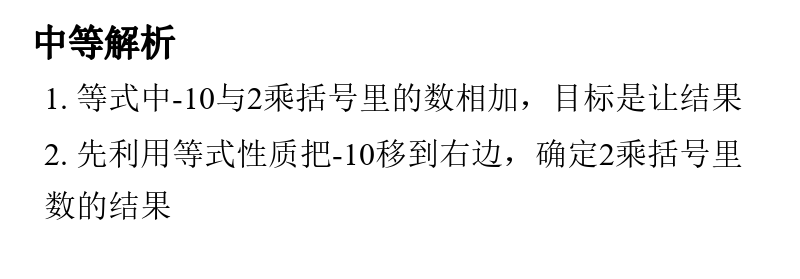 中等解析
1. 等式中-10与2乘括号里的数相加，目标是让结果
2. 先利用等式性质把-10移到右边，确定2乘括号里
数的结果